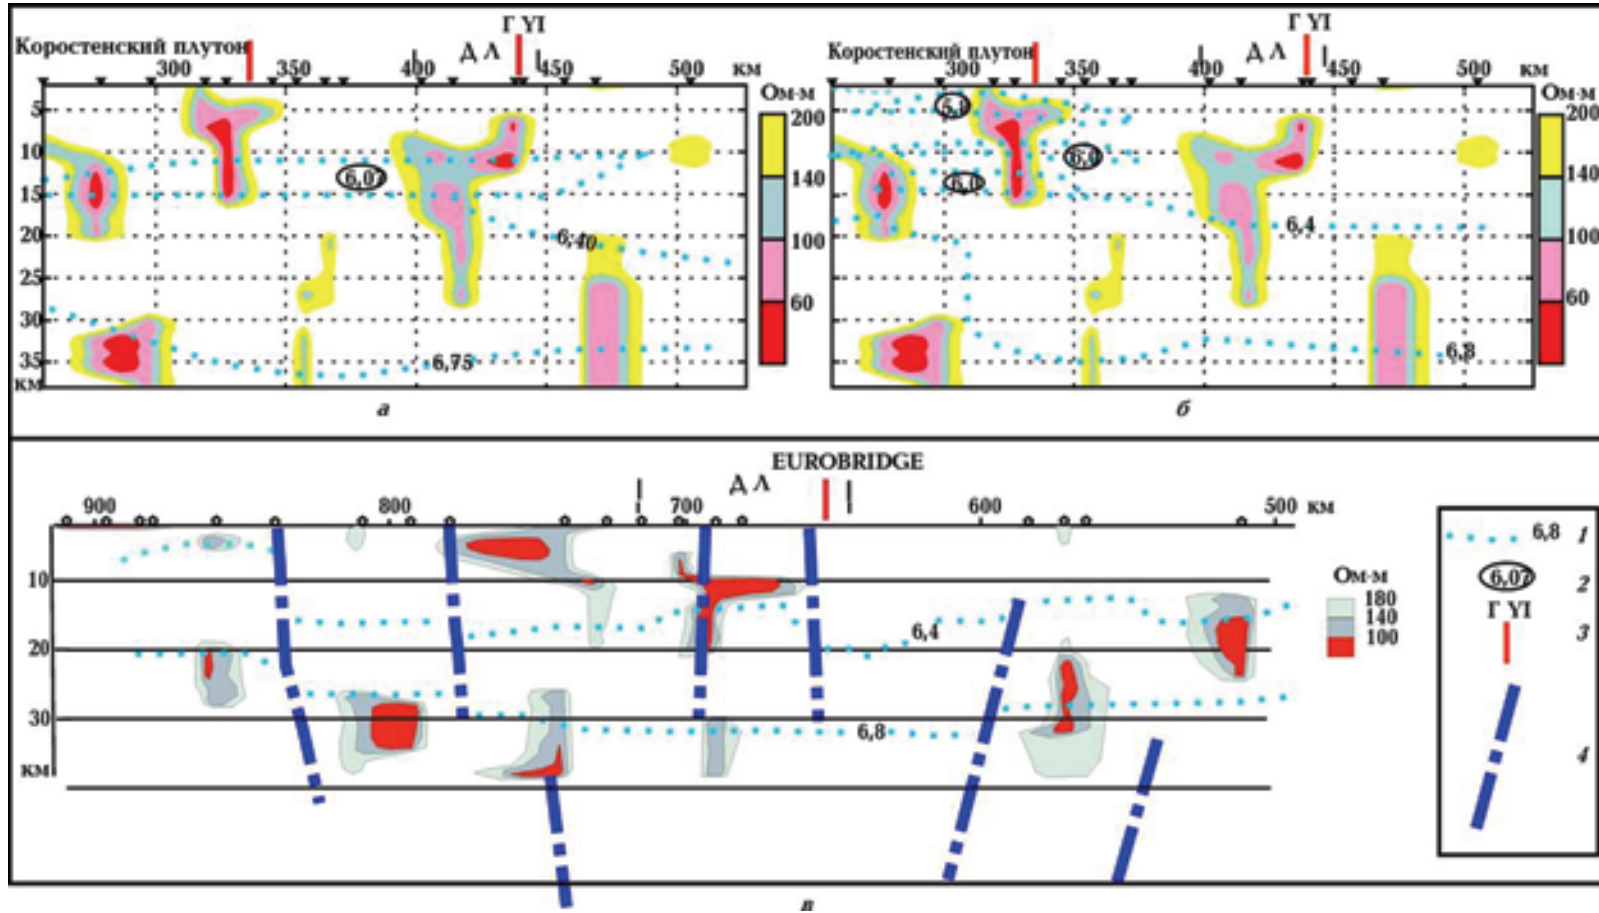 Г YI
Коростенский плутон
Д Л
300 350 400 450 500 км
Ом·м
5
10
15
20
25
30
35
км
6,07
6,40
6,75
200
140
100
60
а
Г YI
Коростенский плутон
Д Л
300 350 400 450 500 км
Ом·м
6,4
6,8
200
140
100
60
б
EUROBRIDGE
Д Л
900 800 700 600 500 км
10
20
30
км
6,4
6,8
Ом·м
180
140
100
6,8 1
6,07 2
Г YI
3
4
в